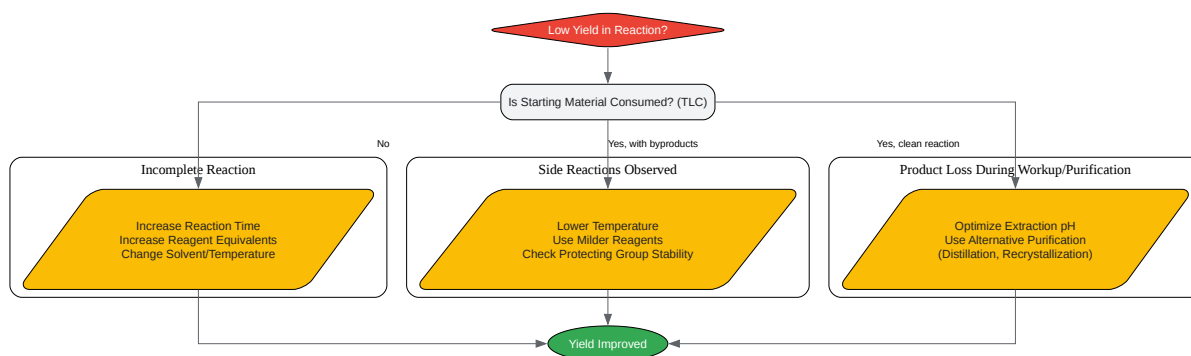 Low Yield in Reaction?
Is Starting Material Consumed? (TLC)
No
Yes, with byproducts
Yes, clean reaction
Incomplete Reaction
Increase Reaction Time
Increase Reagent Equivalents
Change Solvent/Temperature
Side Reactions Observed
Lower Temperature
Use Milder Reagents
Check Protecting Group Stability
Product Loss During Workup/Purification
Optimize Extraction pH
Use Alternative Purification
(Distillation, Recrystallization)
Yield Improved